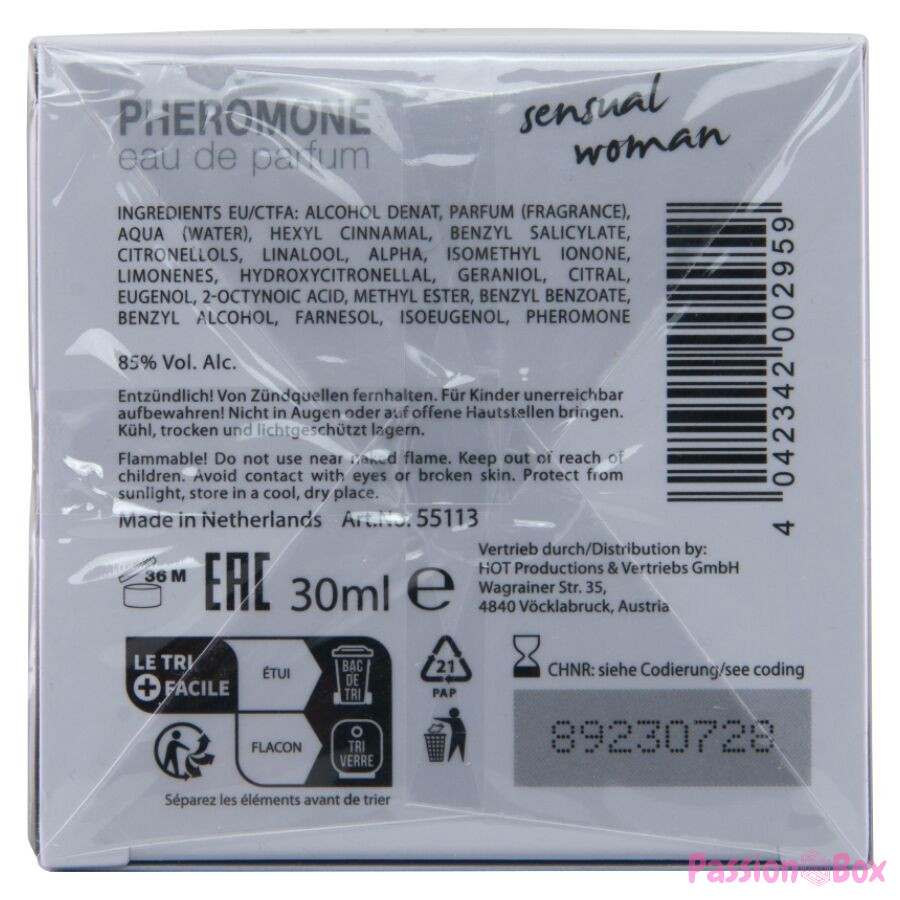 PHEROMONE
eau de parfum
sensual
woman
INGREDIENTS EU/CTFA: ALCOHOL DENAT, PARFUM (FRAGRANCE),
AQUA (WATER), HEXYL CINNAMAL, BENZYL SALICYLATE,
CITRONELLOLS, LINALOOL, ALPHA, ISOMETHYL IONONE,
LIMONENES, HYDROXYCITRONELLAL, GERANIOL, CITRAL,
EUGENOL, 2-OCTYNOIC ACID, METHYL ESTER, BENZYL BENZOATE,
BENZYL ALCOHOL, FARNESOL, ISOEUGENOL, PHEROMONE
85% Vol. Alc.
Entzündlich! Von Zündquellen fernhalten. Für Kinder unerreichbar
aufbewahren! Nicht in Augen oder auf offene Hautstellen bringen.
Kühl, trocken und lichtgeschützt lagern.
Flammable! Do not use near naked flame. Keep out of reach of
children. Avoid contact with eyes or broken skin. Protect from
sunlight, store in a cool, dry place.
Made in Netherlands Art.No. 55113
4 042342 002959
36 M
EAC
30ml e
Vertrieb durch/Distribution by:
HOT Productions & Vertriebs GmbH
Wagrainer Str. 35,
4840 Vöcklabruck, Austria
LE TRI
+ FACILE
ÉTUI
BAC
DE
TRI
FLACON
TRI
VERRE
Séparez les éléments avant de trier
21
PAP
CHNR: siehe Codierung/see coding
89230728
Passion Box